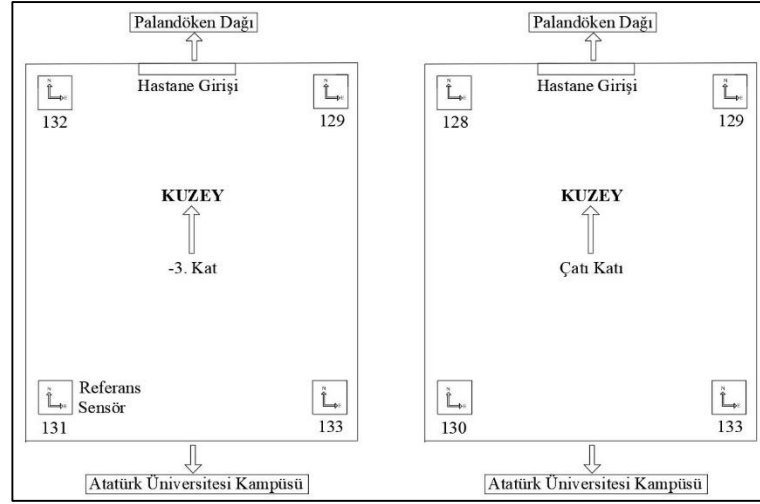 Palandöken Dağı
Hastane Girişi
132
129
KUZEY
-3. Kat
N
E
Referans
Sensör
131
133
Atatürk Üniversitesi Kampüsü
Palandöken Dağı
Hastane Girişi
128
129
KUZEY
Çatı Katı
130
133
Atatürk Üniversitesi Kampüsü